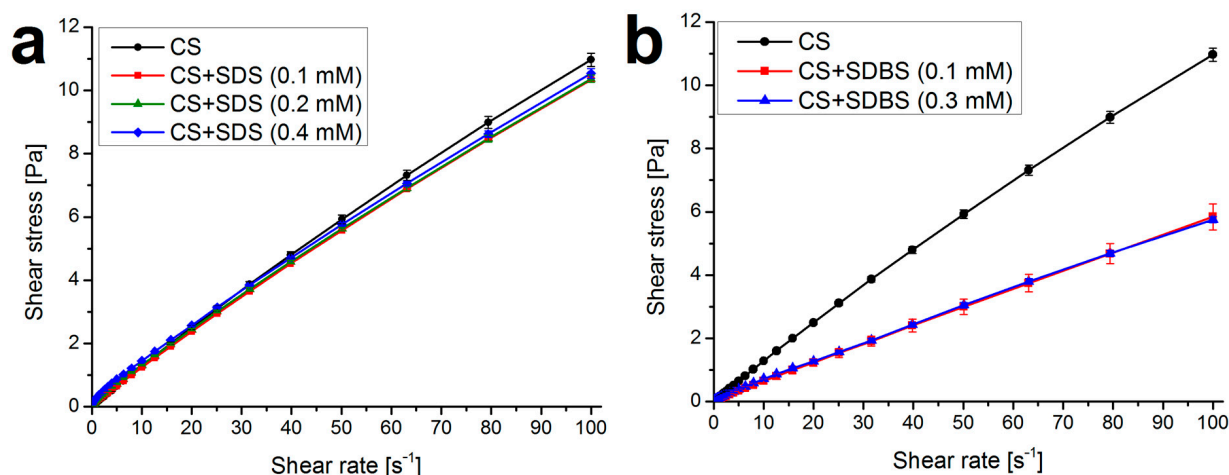 a
CS
CS+SDS (0.1 mM)
CS+SDS (0.2 mM)
CS+SDS (0.4 mM)
Shear stress [Pa]
12
10
8
6
4
2
0
0 10 20 30 40 50 60 70 80 90 100
Shear rate [s⁻¹]
b
CS
CS+SDBS (0.1 mM)
CS+SDBS (0.3 mM)
Shear stress [Pa]
12
10
8
6
4
2
0
0 10 20 30 40 50 60 70 80 90 100
Shear rate [s⁻¹]